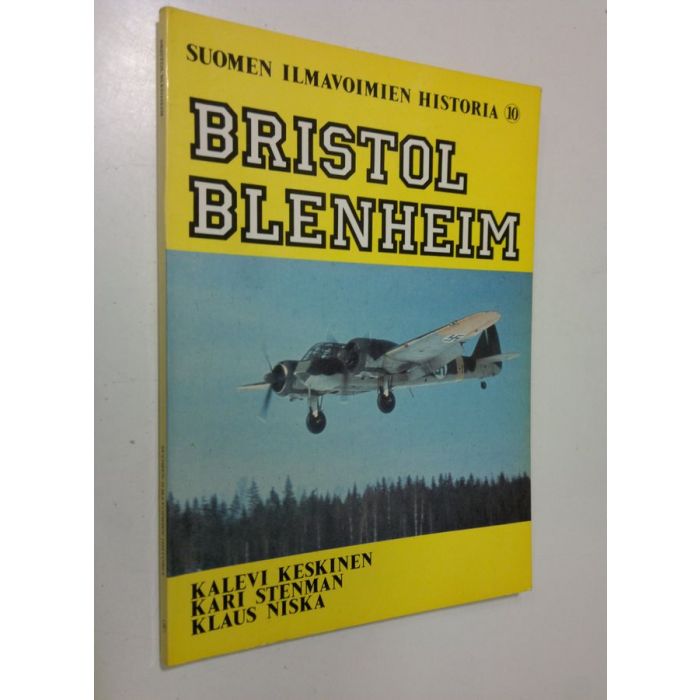 SUOMEN ILMAVOIMIEN HISTORIA 10
BRISTOL
BLENHEIM
KALEVI KESKINEN
KARI STENMAN
KLAUS NISKA